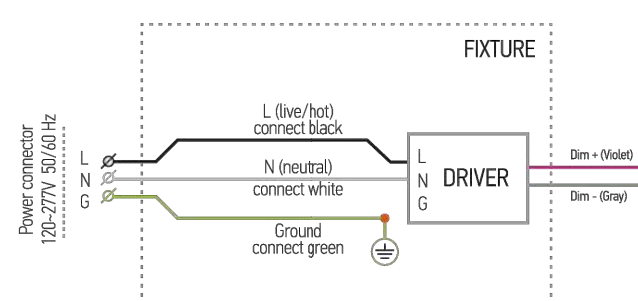 FIXTURE
L (live/hot)
connect black
Power connector
120~277V 50/60 Hz
L
N
G
N (neutral)
connect white
L
N
G
DRIVER
Dim + (Violet)
Dim - (Gray)
Ground
connect green